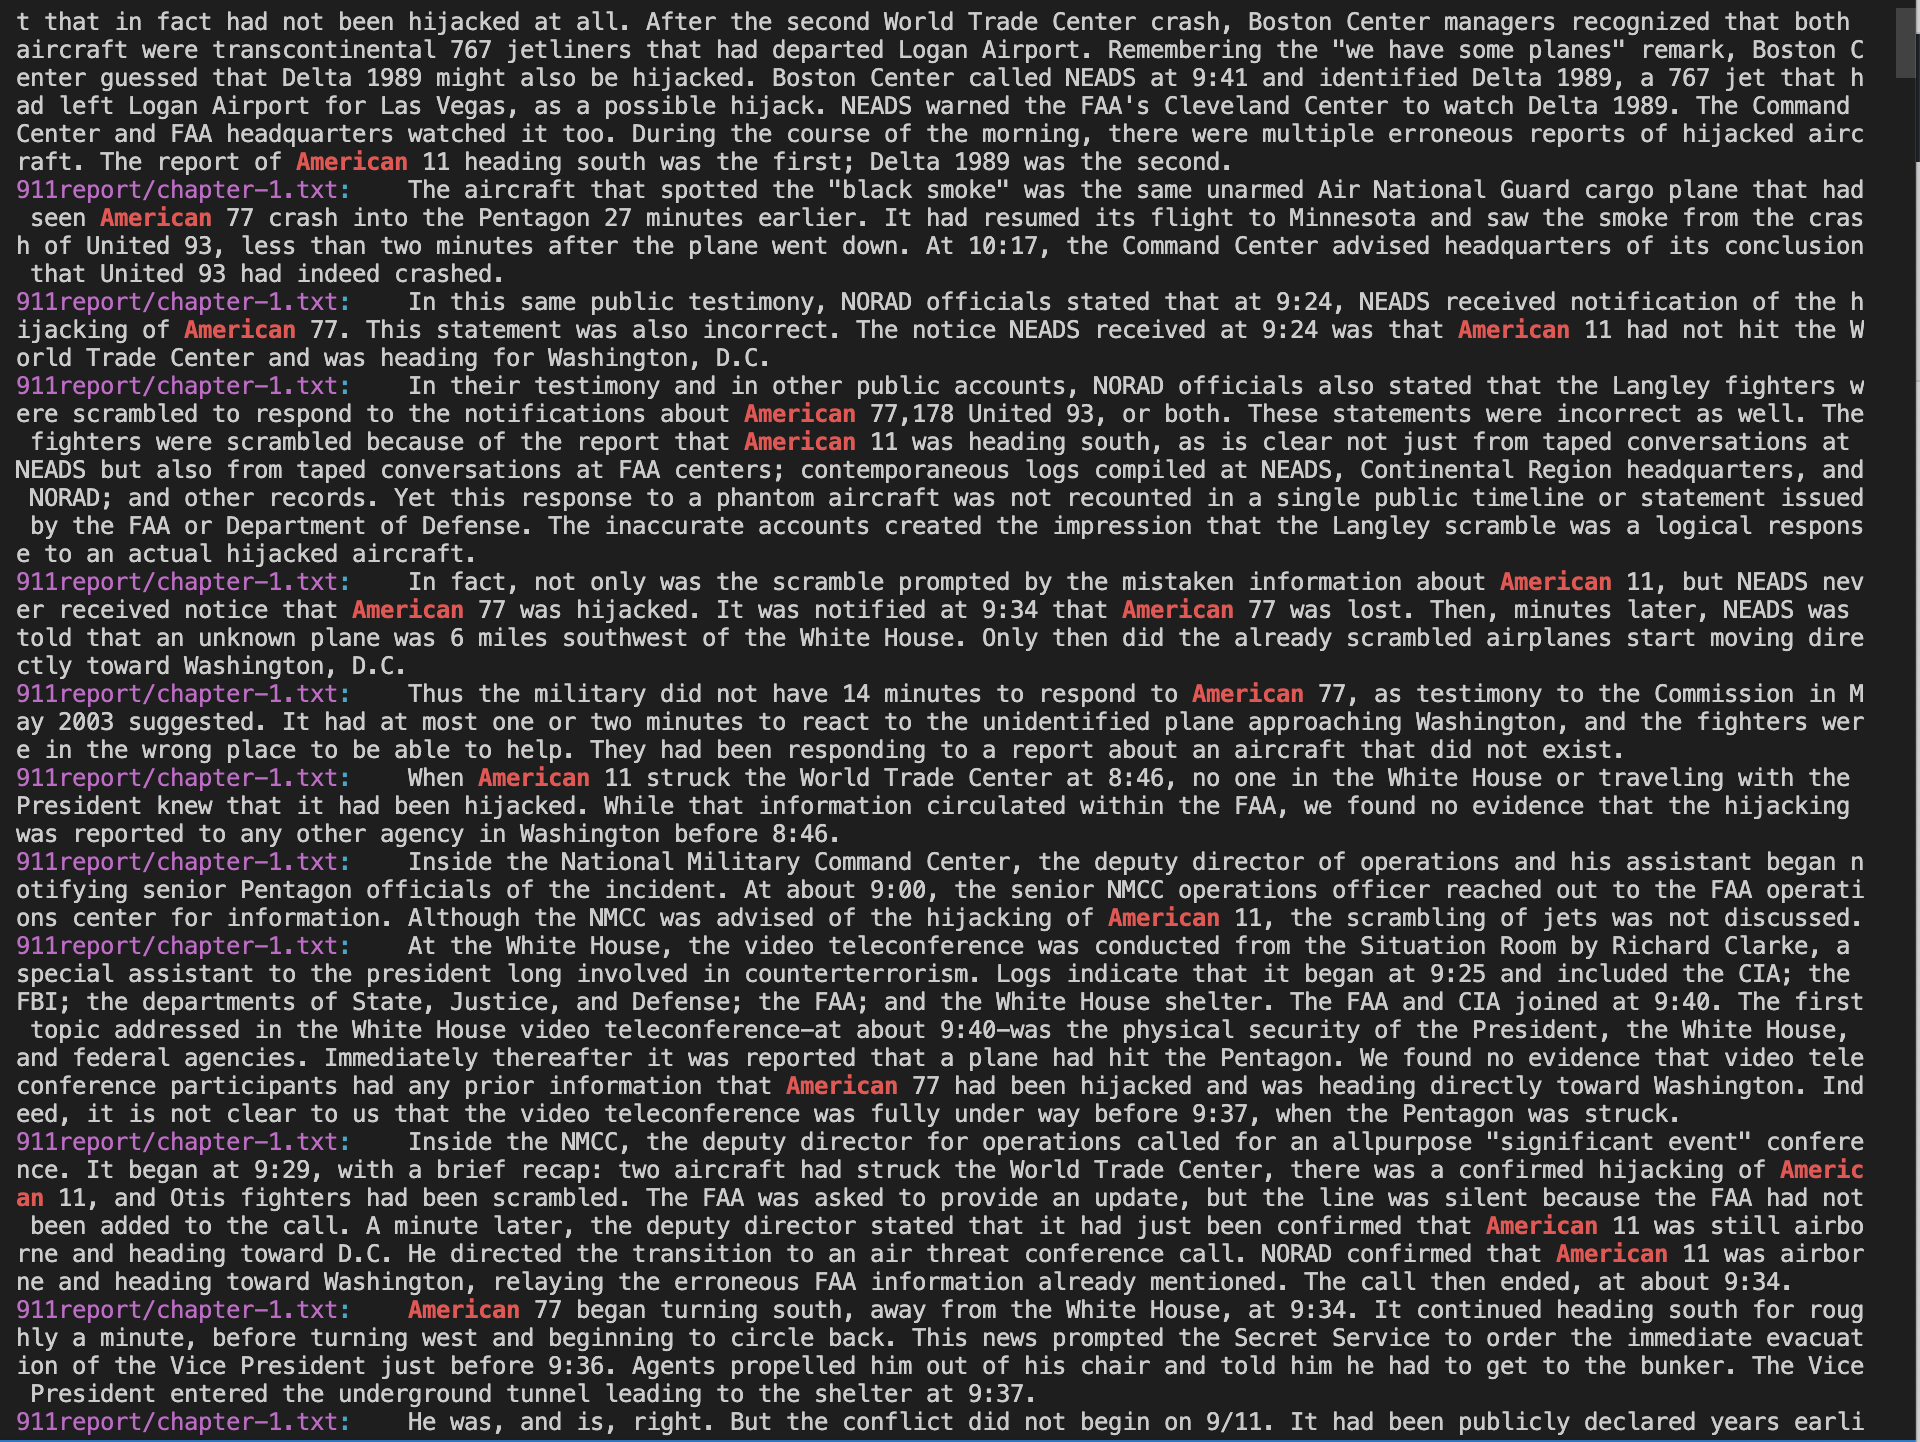 t that in fact had not been hijacked at all. After the second World Trade Center crash, Boston Center managers recognized that both
aircraft were transcontinental 767 jetliners that had departed Logan Airport. Remembering the "we have some planes" remark, Boston C
enter guessed that Delta 1989 might also be hijacked. Boston Center called NEADS at 9:41 and identified Delta 1989, a 767 jet that h
ad left Logan Airport for Las Vegas, as a possible hijack. NEADS warned the FAA's Cleveland Center to watch Delta 1989. The Command
Center and FAA headquarters watched it too. During the course of the morning, there were multiple erroneous reports of hijacked airc
raft. The report of American 11 heading south was the first; Delta 1989 was the second.
911report/chapter-1.txt:    The aircraft that spotted the "black smoke" was the same unarmed Air National Guard cargo plane that had
 seen American 77 crash into the Pentagon 27 minutes earlier. It had resumed its flight to Minnesota and saw the smoke from the cras
h of United 93, less than two minutes after the plane went down. At 10:17, the Command Center advised headquarters of its conclusion
 that United 93 had indeed crashed.
911report/chapter-1.txt:    In this same public testimony, NORAD officials stated that at 9:24, NEADS received notification of the h
ijacking of American 77. This statement was also incorrect. The notice NEADS received at 9:24 was that American 11 had not hit the W
orld Trade Center and was heading for Washington, D.C.
911report/chapter-1.txt:    In their testimony and in other public accounts, NORAD officials also stated that the Langley fighters w
ere scrambled to respond to the notifications about American 77,178 United 93, or both. These statements were incorrect as well. The
 fighters were scrambled because of the report that American 11 was heading south, as is clear not just from taped conversations at
NEADS but also from taped conversations at FAA centers; contemporaneous logs compiled at NEADS, Continental Region headquarters, and
 NORAD; and other records. Yet this response to a phantom aircraft was not recounted in a single public timeline or statement issued
 by the FAA or Department of Defense. The inaccurate accounts created the impression that the Langley scramble was a logical respons
e to an actual hijacked aircraft.
911report/chapter-1.txt:    In fact, not only was the scramble prompted by the mistaken information about American 11, but NEADS nev
er received notice that American 77 was hijacked. It was notified at 9:34 that American 77 was lost. Then, minutes later, NEADS was
told that an unknown plane was 6 miles southwest of the White House. Only then did the already scrambled airplanes start moving dire
ctly toward Washington, D.C.
911report/chapter-1.txt:    Thus the military did not have 14 minutes to respond to American 77, as testimony to the Commission in M
ay 2003 suggested. It had at most one or two minutes to react to the unidentified plane approaching Washington, and the fighters wer
e in the wrong place to be able to help. They had been responding to a report about an aircraft that did not exist.
911report/chapter-1.txt:    When American 11 struck the World Trade Center at 8:46, no one in the White House or traveling with the
President knew that it had been hijacked. While that information circulated within the FAA, we found no evidence that the hijacking
was reported to any other agency in Washington before 8:46.
911report/chapter-1.txt:    Inside the National Military Command Center, the deputy director of operations and his assistant began n
otifying senior Pentagon officials of the incident. At about 9:00, the senior NMCC operations officer reached out to the FAA operati
ons center for information. Although the NMCC was advised of the hijacking of American 11, the scrambling of jets was not discussed.
911report/chapter-1.txt:    At the White House, the video teleconference was conducted from the Situation Room by Richard Clarke, a
special assistant to the president long involved in counterterrorism. Logs indicate that it began at 9:25 and included the CIA; the
FBI; the departments of State, Justice, and Defense; the FAA; and the White House shelter. The FAA and CIA joined at 9:40. The first
 topic addressed in the White House video teleconference—at about 9:40—was the physical security of the President, the White House,
and federal agencies. Immediately thereafter it was reported that a plane had hit the Pentagon. We found no evidence that video tele
conference participants had any prior information that American 77 had been hijacked and was heading directly toward Washington. Ind
eed, it is not clear to us that the video teleconference was fully under way before 9:37, when the Pentagon was struck.
911report/chapter-1.txt:    Inside the NMCC, the deputy director for operations called for an allpurpose "significant event" confere
nce. It began at 9:29, with a brief recap: two aircraft had struck the World Trade Center, there was a confirmed hijacking of Americ
an 11, and Otis fighters had been scrambled. The FAA was asked to provide an update, but the line was silent because the FAA had not
 been added to the call. A minute later, the deputy director stated that it had just been confirmed that American 11 was still airbo
rne and heading toward D.C. He directed the transition to an air threat conference call. NORAD confirmed that American 11 was airbor
ne and heading toward Washington, relaying the erroneous FAA information already mentioned. The call then ended, at about 9:34.
911report/chapter-1.txt:    American 77 began turning south, away from the White House, at 9:34. It continued heading south for roug
hly a minute, before turning west and beginning to circle back. This news prompted the Secret Service to order the immediate evacuat
ion of the Vice President just before 9:36. Agents propelled him out of his chair and told him he had to get to the bunker. The Vice
 President entered the underground tunnel leading to the shelter at 9:37.
911report/chapter-1.txt:    He was, and is, right. But the conflict did not begin on 9/11. It had been publicly declared years earli